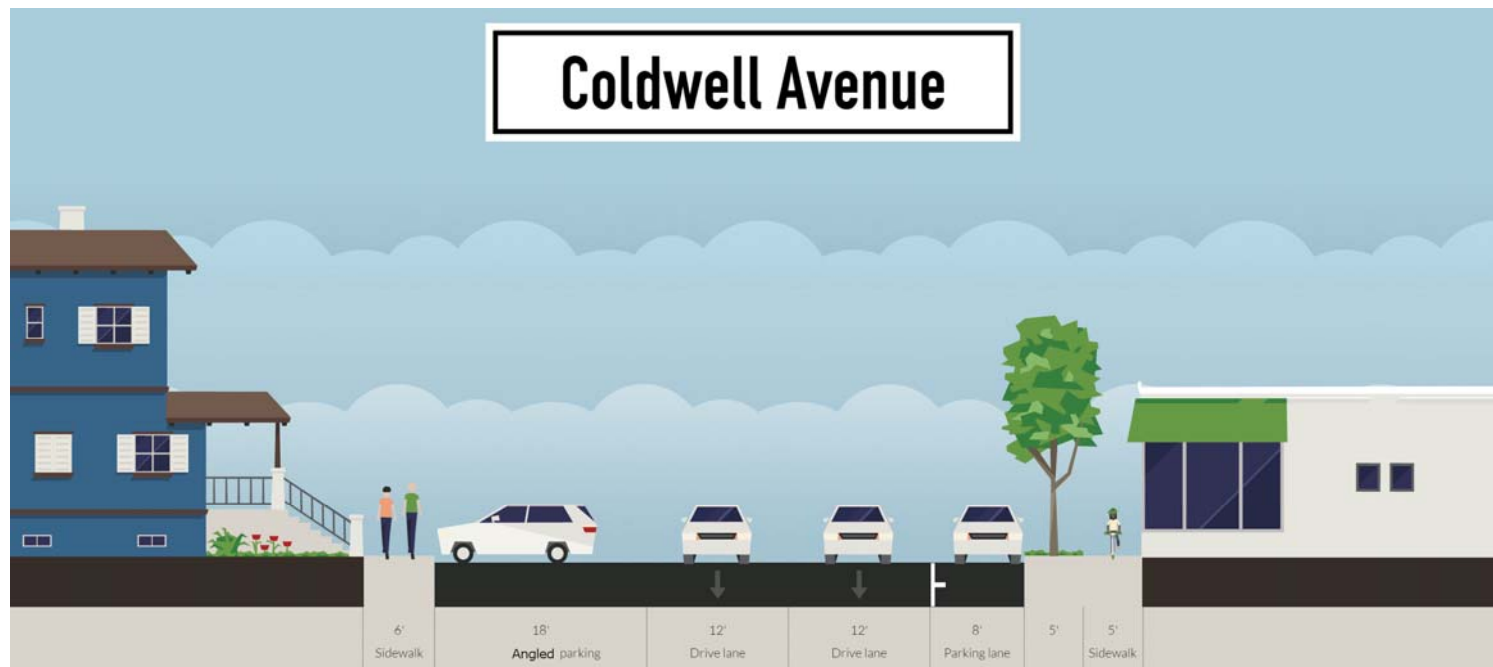 Coldwell Avenue
6' 18' 12' 12' 8' 5' 5'
Sidewalk Angled parking Drive lane Drive lane Parking lane Sidewalk